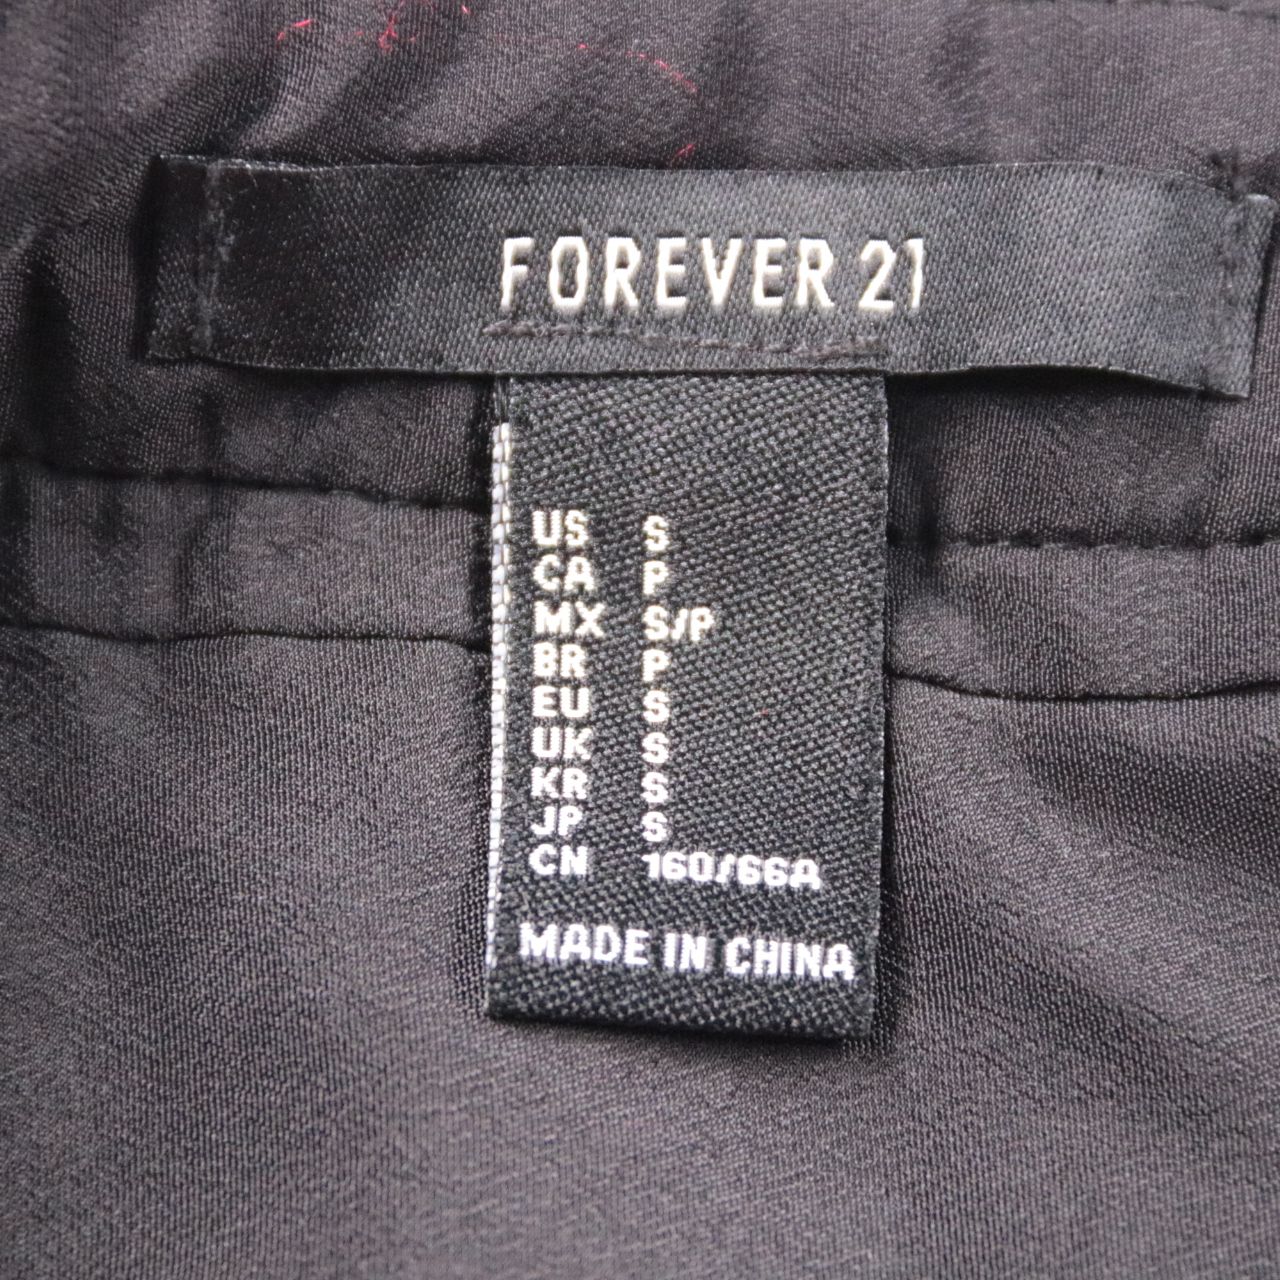 FOREVER 21
US S
CA P
MX S/P
BR P
EU S
UK S
KR S
JP S
CN 160/66A
MADE IN CHINA